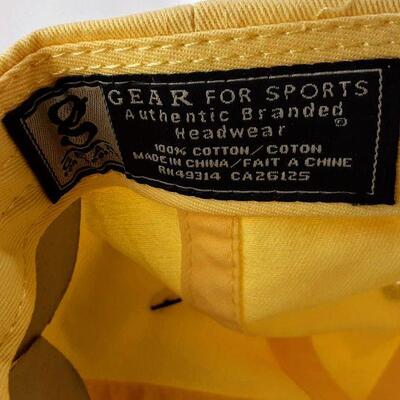 g
GEAR FOR SPORTS
Authentic Branded
Headwear®
100% COTTON/COTON
MADE IN CHINA/FAIT A CHINE
RN49314 CA26125